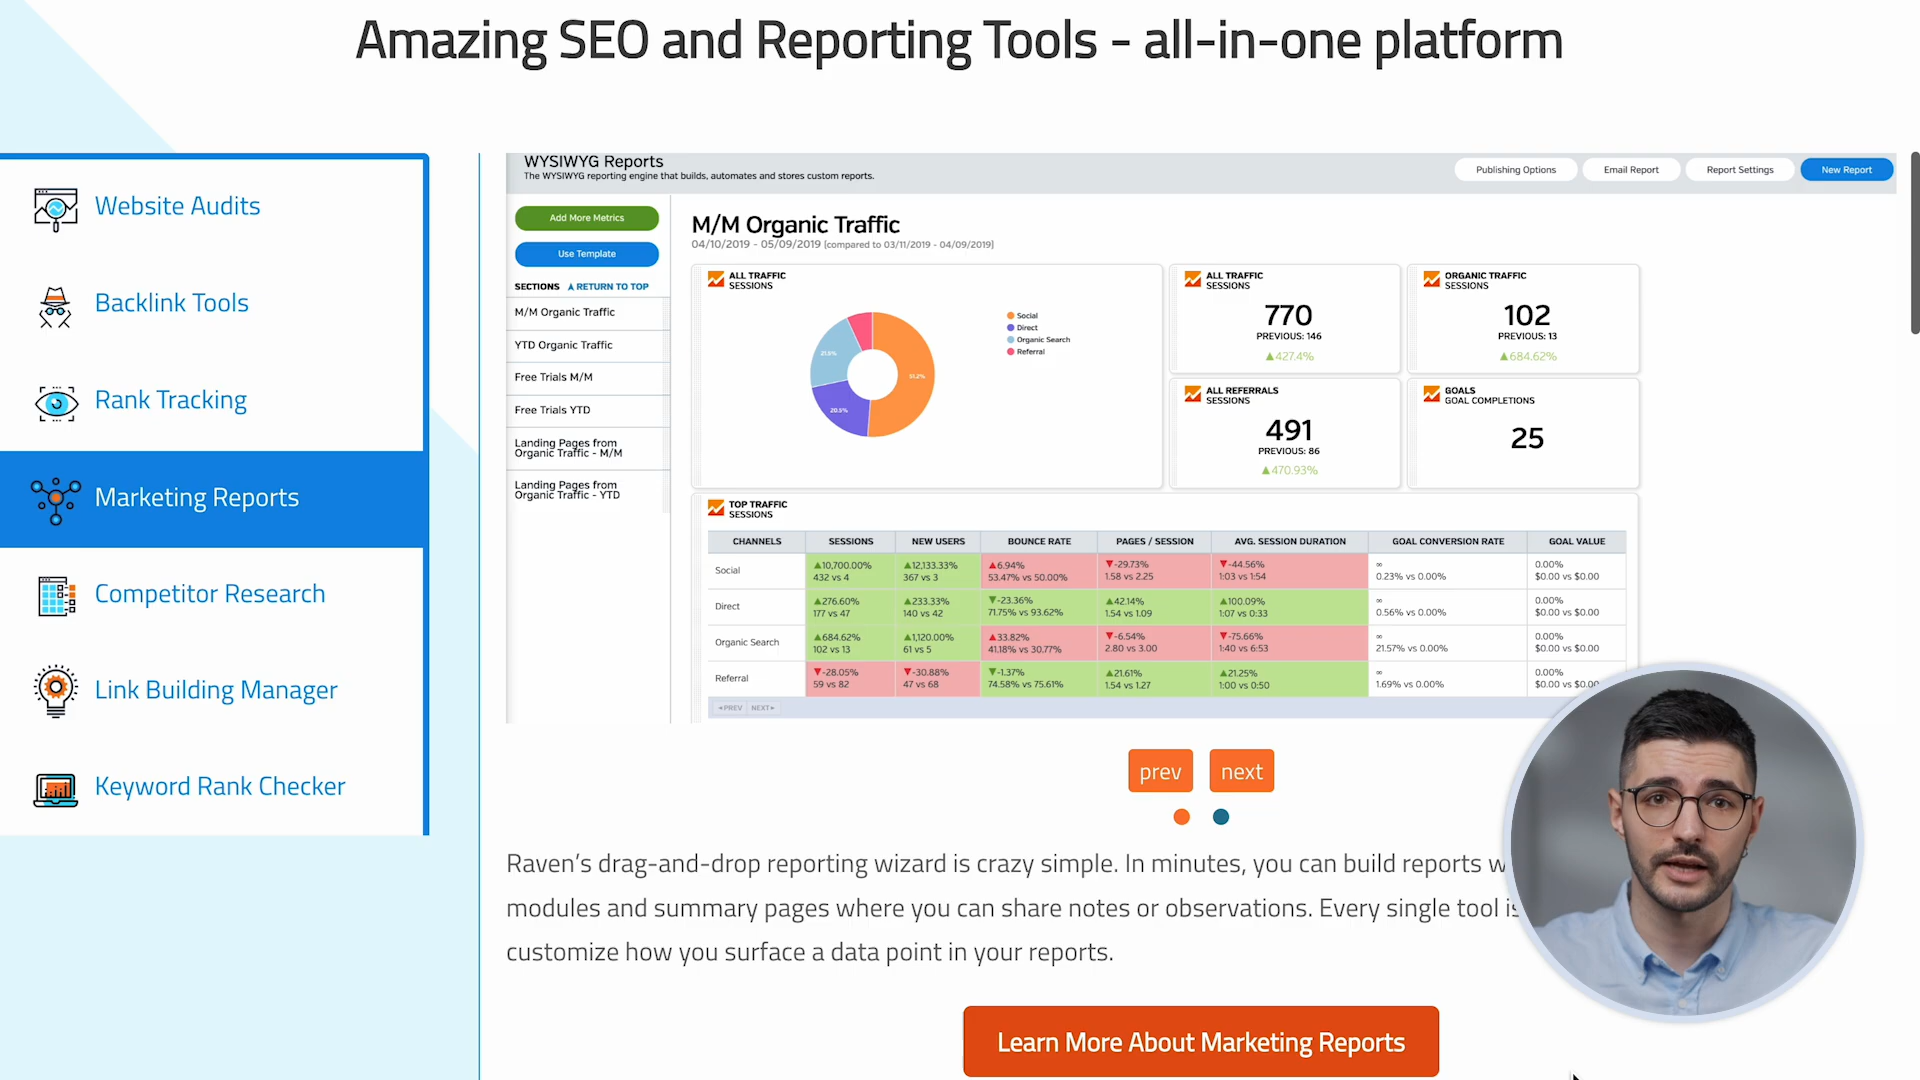 Amazing SEO and Reporting Tools - all-in-one platform
Website Audits
Backlink Tools
Rank Tracking
Marketing Reports
Competitor Research
Link Building Manager
Keyword Rank Checker
WYSIWYG Reports
The WYSIWYG reporting engine that builds, automates and stores custom reports.
Publishing Options
Email Report
Report Settings
New Report
Add More Metrics
Use Template
SECTIONS ▲ RETURN TO TOP
M/M Organic Traffic
YTD Organic Traffic
Free Trials M/M
Free Trials YTD
Landing Pages from
Organic Traffic - M/M
Landing Pages from
Organic Traffic - YTD
M/M Organic Traffic
04/10/2019 - 05/09/2019 (compared to 03/11/2019 - 04/09/2019)
ALL TRAFFIC
SESSIONS
51.2%
20.5%
21.5%
Social
Direct
Organic Search
Referral
ALL TRAFFIC
SESSIONS
770
PREVIOUS: 146
▲427.4%
ORGANIC TRAFFIC
SESSIONS
102
PREVIOUS: 13
▲684.62%
ALL REFERRALS
SESSIONS
491
PREVIOUS: 86
▲470.93%
GOALS
GOAL COMPLETIONS
25
TOP TRAFFIC
SESSIONS
CHANNELS SESSIONS NEW USERS BOUNCE RATE PAGES / SESSION AVG. SESSION DURATION GOAL CONVERSION RATE GOAL VALUE
Social ▲10,700.00% ▲12,133.33% ▲6.94% ▼-29.73% ▼-44.56% ∞ 0.00%
432 vs 4 367 vs 3 53.47% vs 50.00% 1.58 vs 2.25 1:03 vs 1:54 0.23% vs 0.00% $0.00 vs $0.00
Direct ▲276.60% ▲233.33% ▼-23.36% ▲42.14% ▲100.09% ∞ 0.00%
177 vs 47 140 vs 42 71.75% vs 93.62% 1.54 vs 1.09 1:07 vs 0:33 0.56% vs 0.00% $0.00 vs $0.00
Organic Search ▲684.62% ▲1,120.00% ▲33.82% ▼-6.54% ▼-75.66% ∞ 0.00%
102 vs 13 61 vs 5 41.18% vs 30.77% 2.80 vs 3.00 1:40 vs 6:53 21.57% vs 0.00% $0.00 vs $0.00
Referral ▼-28.05% ▼-30.88% ▼-1.37% ▲21.61% ▲21.25% ∞ 0.00%
59 vs 82 47 vs 68 74.58% vs 75.61% 1.54 vs 1.27 1:00 vs 0:50 1.69% vs 0.00% $0.00 vs $0.00
◄PREV NEXT►
prev next
Raven's drag-and-drop reporting wizard is crazy simple. In minutes, you can build reports
modules and summary pages where you can share notes or observations. Every single tool is
customize how you surface a data point in your reports.
Learn More About Marketing Reports